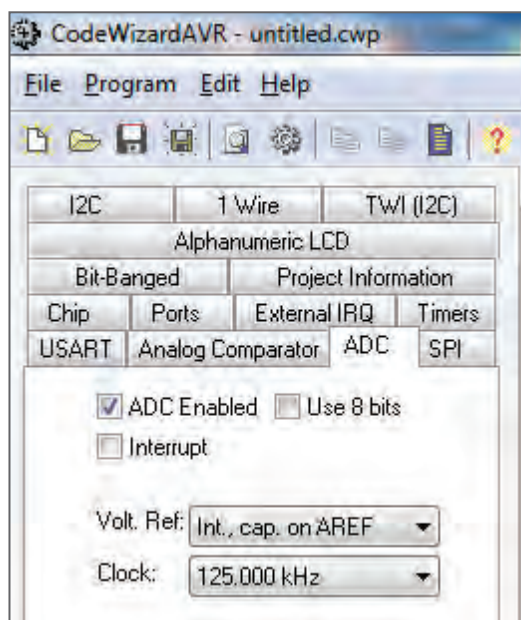 CodeWizardAVR - untitled.cwp
File Program Edit Help
?
I2C 1 Wire TWI (I2C)
Alphanumeric LCD
Bit-Banged Project Information
Chip Ports External IRQ Timers
USART Analog Comparator ADC SPI
ADC Enabled Use 8 bits
Interrupt
Volt. Ref: Int., cap. on AREF
Clock: 125.000 kHz